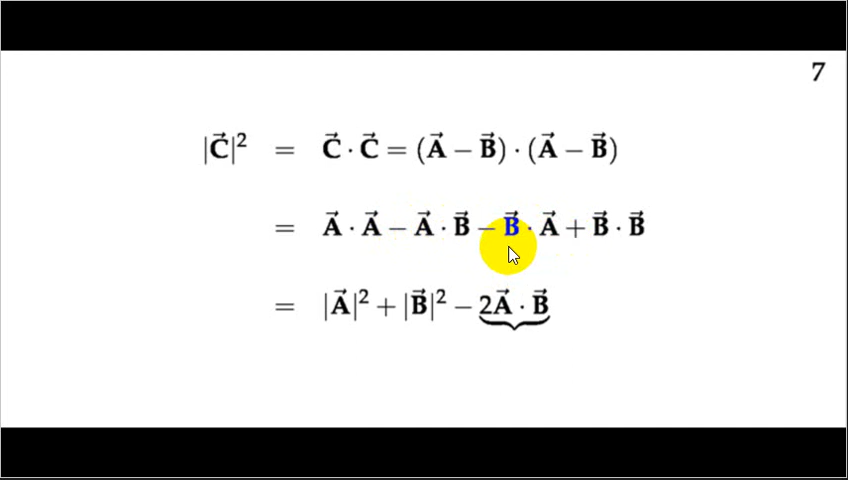 7
|C⃗|² = C⃗ · C⃗ = (A⃗ − B⃗) · (A⃗ − B⃗)
= A⃗ · A⃗ − A⃗ · B⃗ − B⃗ · A⃗ + B⃗ · B⃗
= |A⃗|² + |B⃗|² − 2A⃗ · B⃗